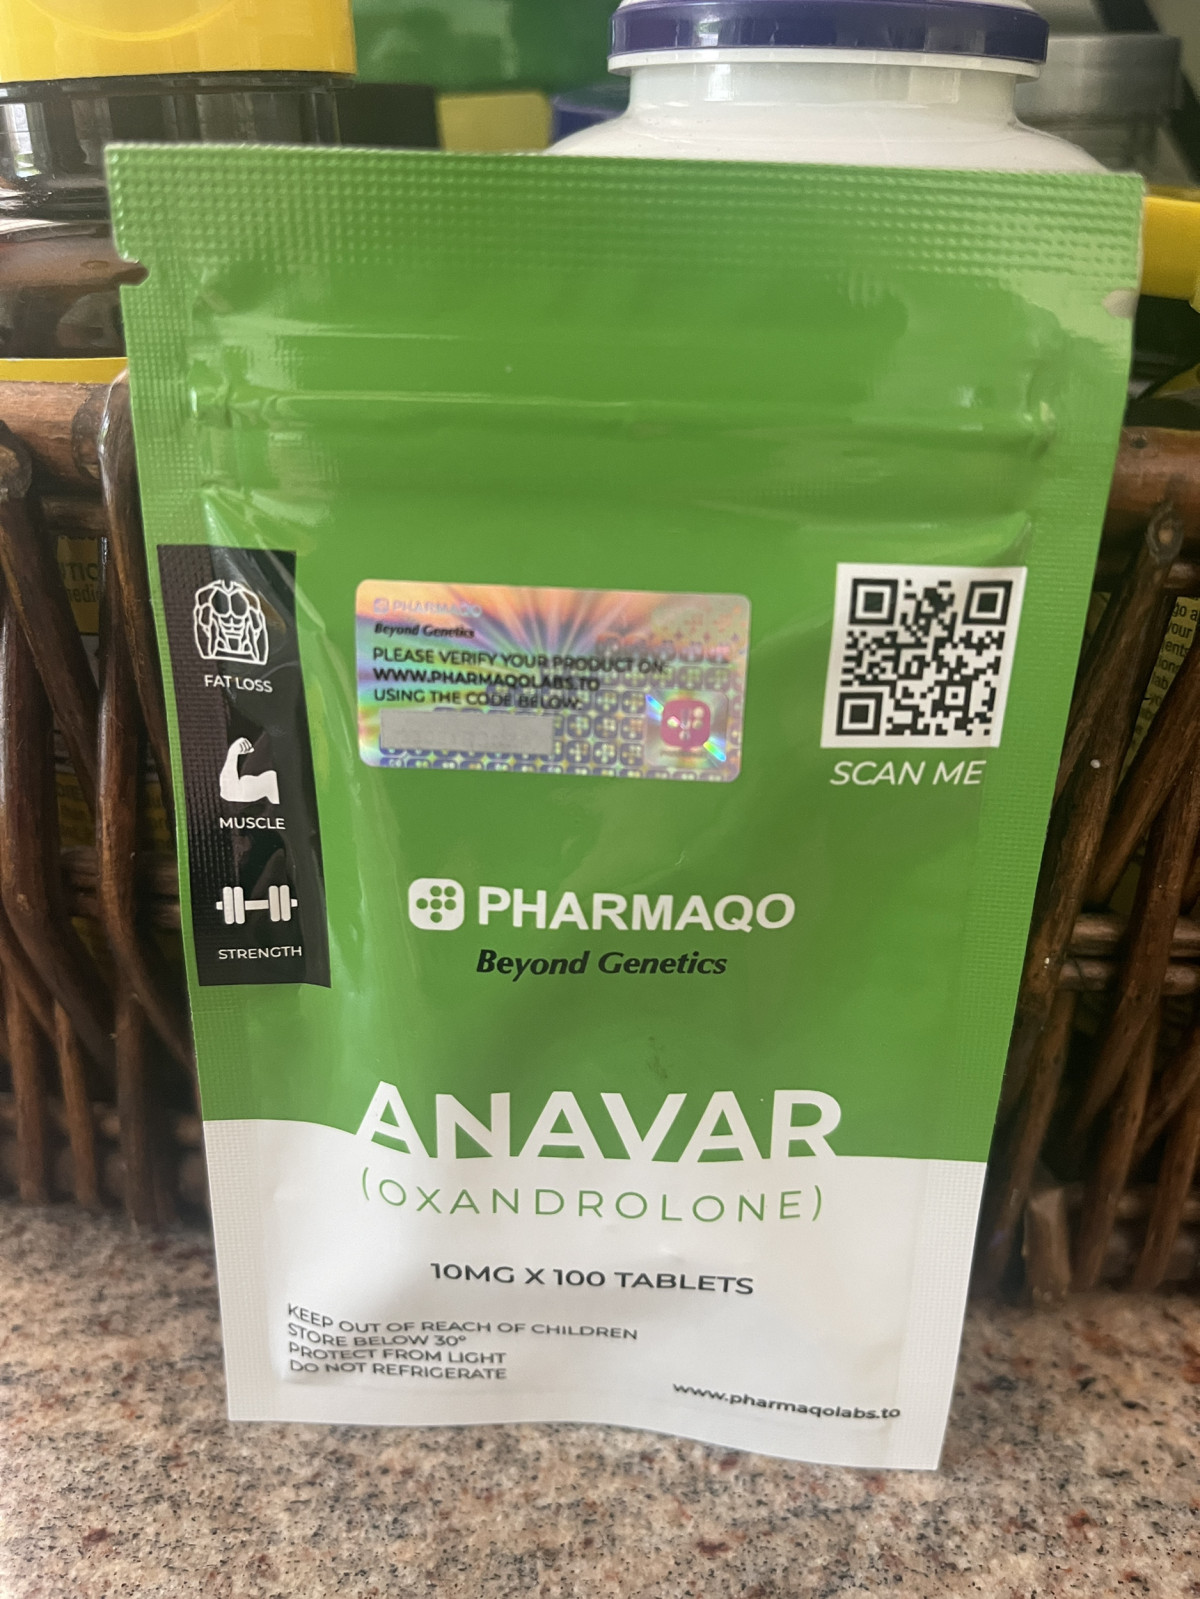 PHARMAQO
Beyond Genetics
PLEASE VERIFY YOUR PRODUCT ON:
WWW.PHARMAQOLABS.TO
USING THE CODE BELOW:
SCAN ME
FAT LOSS
MUSCLE
STRENGTH
PHARMAQO
Beyond Genetics
ANAVAR
(OXANDROLONE)
10MG X 100 TABLETS
KEEP OUT OF REACH OF CHILDREN
STORE BELOW 30°
PROTECT FROM LIGHT
DO NOT REFRIGERATE
www.pharmaqolabs.to